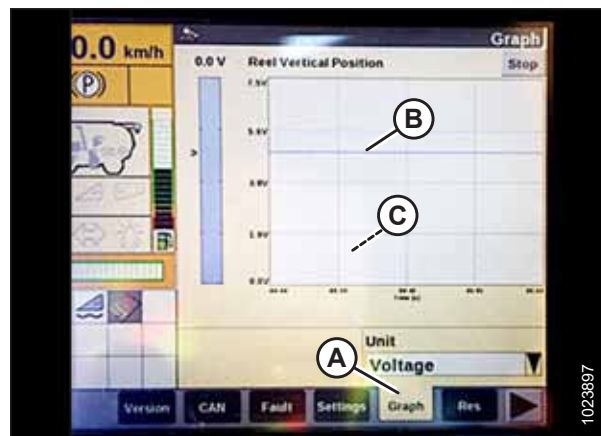 0.0 km/h
Graph
0.0 V
Reel Vertical Position
Stop
(P)
B
C
A
Unit
Voltage
Version
CAN
Fault
Settings
Graph
Res
1023897